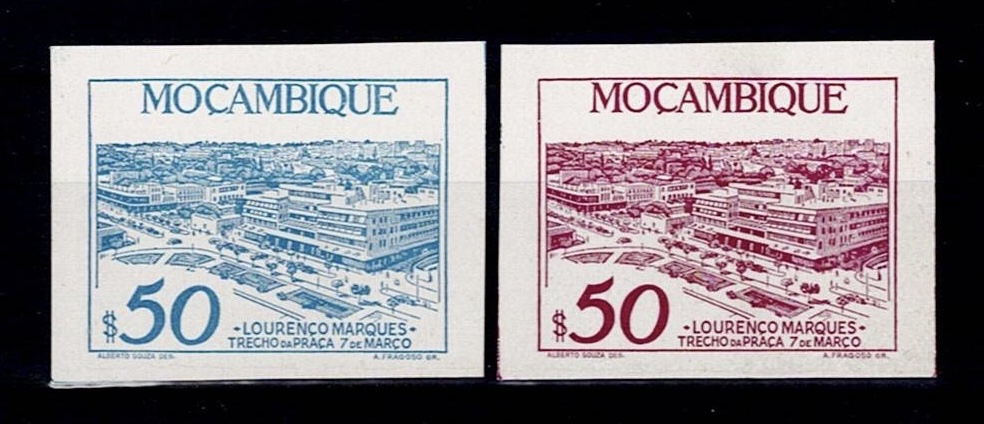 MOÇAMBIQUE
$50
•LOURENÇO MARQUES•
TRECHO DA PRAÇA 7 DE MARÇO
ALBERTO SOUZA DES. A. FRAGOSO GR.
MOÇAMBIQUE
$50
•LOURENÇO MARQUES•
TRECHO DA PRAÇA 7 DE MARÇO
ALBERTO SOUZA DES. A. FRAGOSO GR.